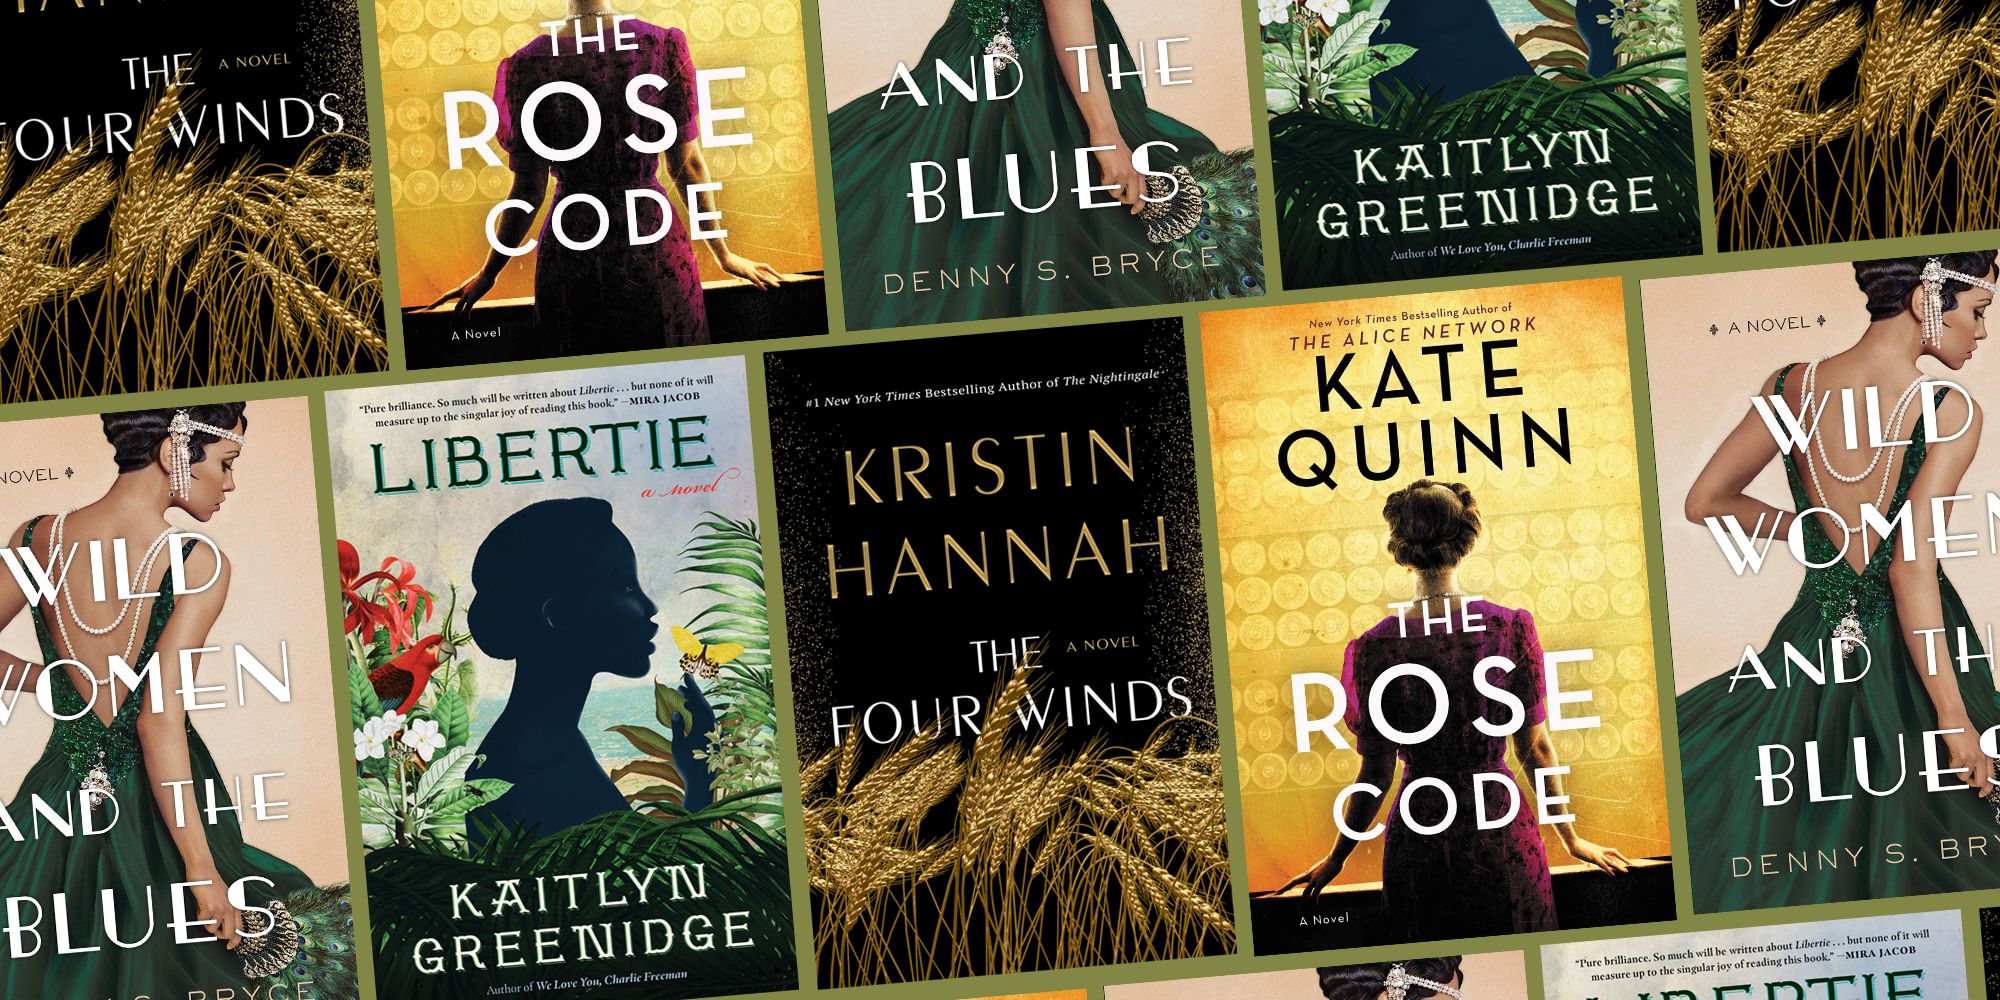 THE A NOVEL
FOUR WINDS
THE
ROSE
CODE
A Novel
AND THE
BLUES
DENNY S. BRYCE
KAITLYN
GREENIDGE
Author of We Love You, Charlie Freeman
NOVEL
WILD
WOMEN
AND THE
BLUES
S. BRYCE
"Pure brilliance. So much will be written about Libertie . . . but none of it will
measure up to the singular joy of reading this book." —MIRA JACOB
LIBERTIE
a novel
KAITLYN
GREENIDGE
Author of We Love You, Charlie Freeman
#1 New York Times Bestselling Author of The Nightingale
KRISTIN
HANNAH
THE A NOVEL
FOUR WINDS
New York Times Bestselling Author of
THE ALICE NETWORK
KATE
QUINN
THE
ROSE
CODE
A Novel
A NOVEL
WILD
WOMEN
AND TH
BLUES
DENNY S. BRY
"Pure brilliance. So much will be written about Libertie . . . but none of it will
measure up to the singular joy of reading this book." —MIRA JACOB
LIBERTIE